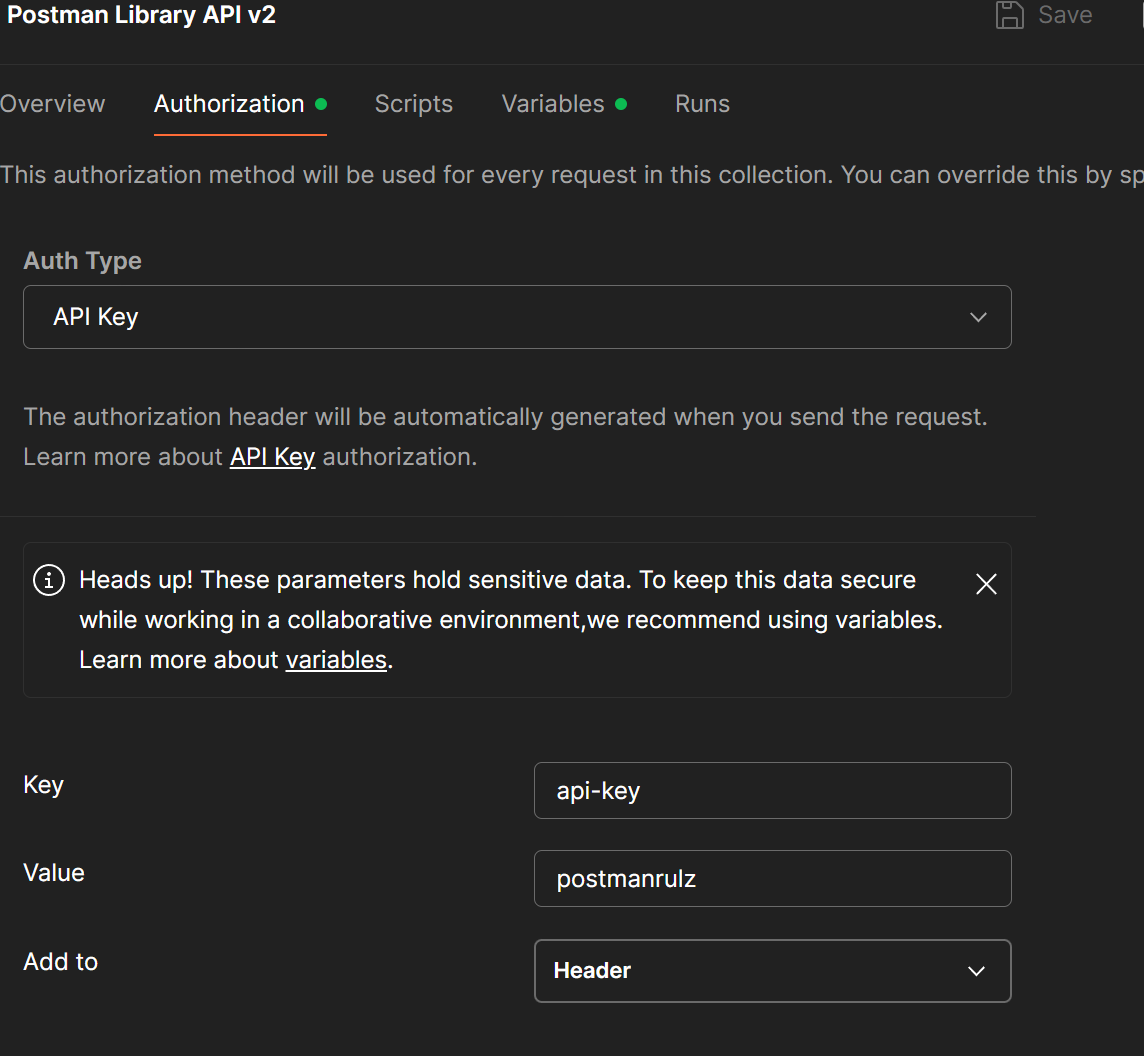 Postman Library API v2
Save
Overview
Authorization
Scripts
Variables
Runs
This authorization method will be used for every request in this collection. You can override this by sp
Auth Type
API Key
The authorization header will be automatically generated when you send the request.
Learn more about API Key authorization.
Heads up! These parameters hold sensitive data. To keep this data secure
while working in a collaborative environment,we recommend using variables.
Learn more about variables.
Key
api-key
Value
postmanrulz
Add to
Header